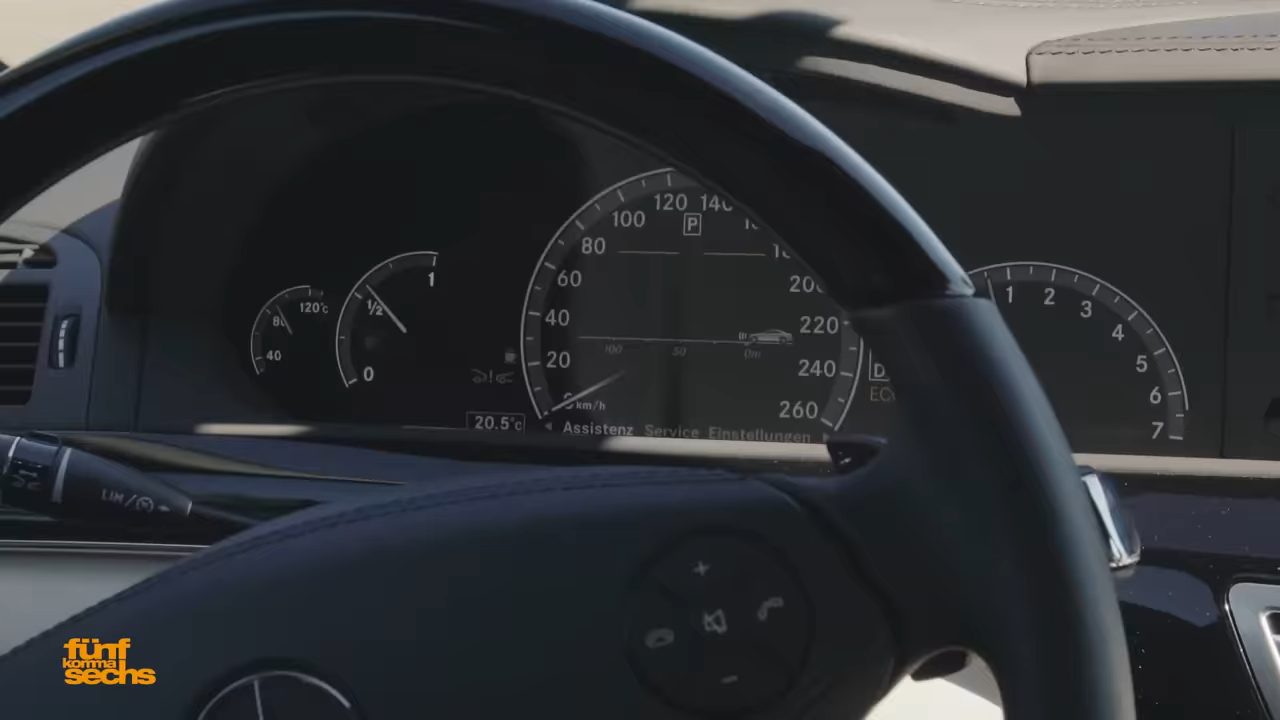 120°c
80
40
1
½
0
20.5°c
120
100
80
60
40
20
km/h
P
200
220
240
260
100
50
0m
Assistenz Service Einstellungen
D
1
2
3
4
5
6
7
LIM
fünf
komma
sechs